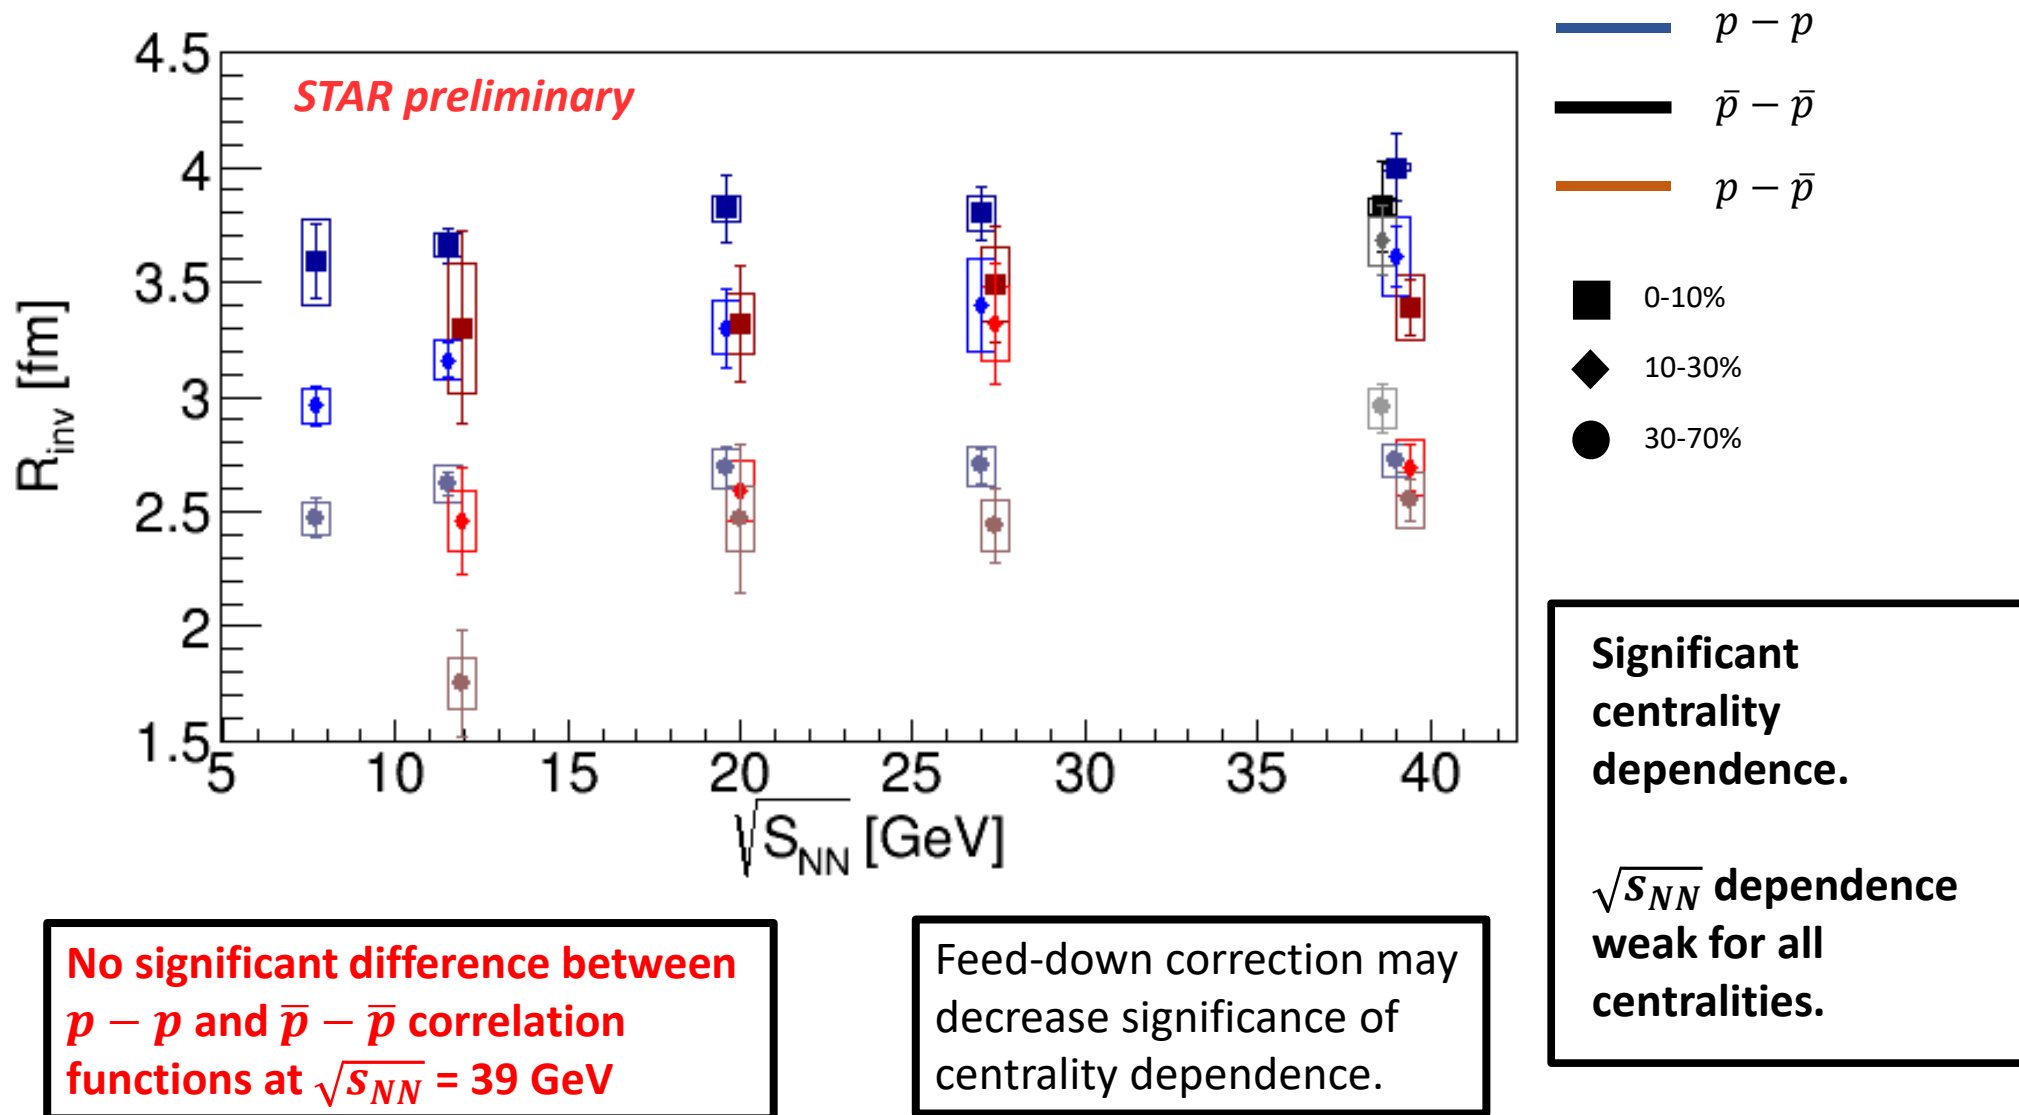 STAR preliminary
4.5
4
3.5
3
2.5
2
1.5
R_inv [fm]
5 10 15 20 25 30 35 40
√S_NN [GeV]
p − p
p̄ − p̄
p − p̄
0-10%
10-30%
30-70%
Significant
centrality
dependence.
√s_NN dependence
weak for all
centralities.
No significant difference between
p − p and p̄ − p̄ correlation
functions at √s_NN = 39 GeV
Feed-down correction may
decrease significance of
centrality dependence.